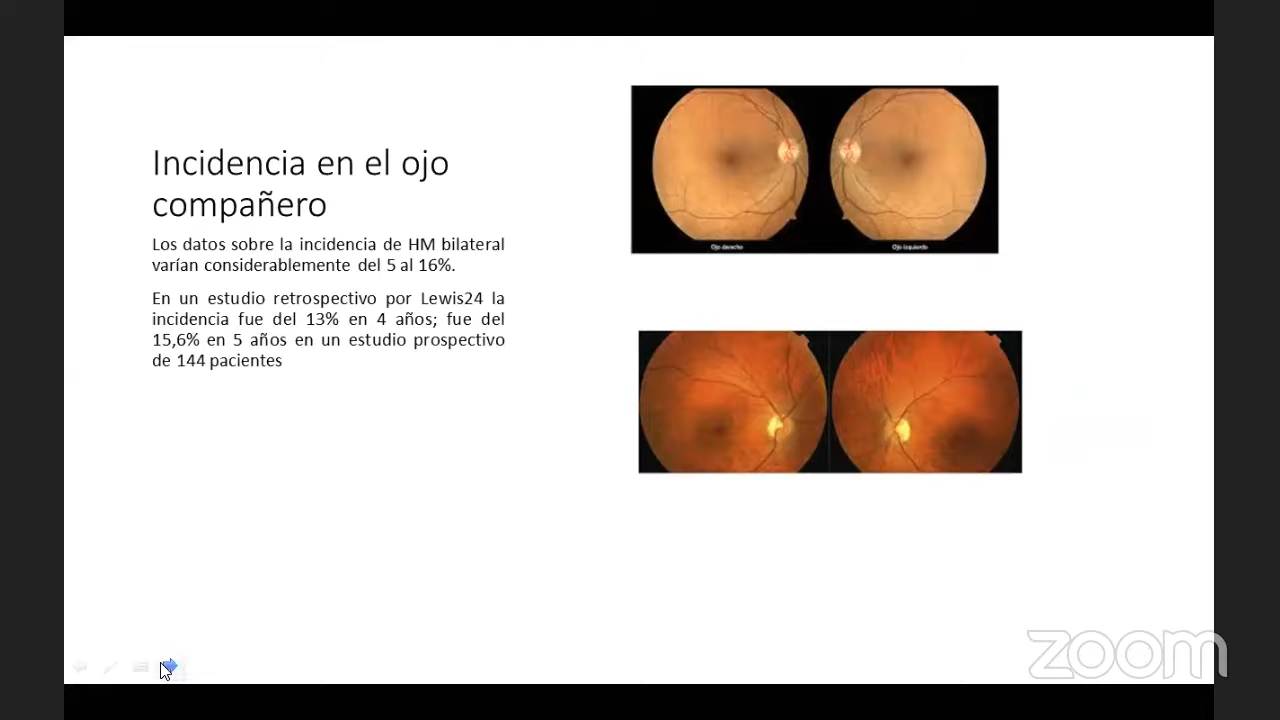 Incidencia en el ojo
compañero
Los datos sobre la incidencia de HM bilateral
varían considerablemente del 5 al 16%.
En un estudio retrospectivo por Lewis24 la
incidencia fue del 13% en 4 años; fue del
15,6% en 5 años en un estudio prospectivo
de 144 pacientes
Ojo derecho
Ojo izquierdo
zoom